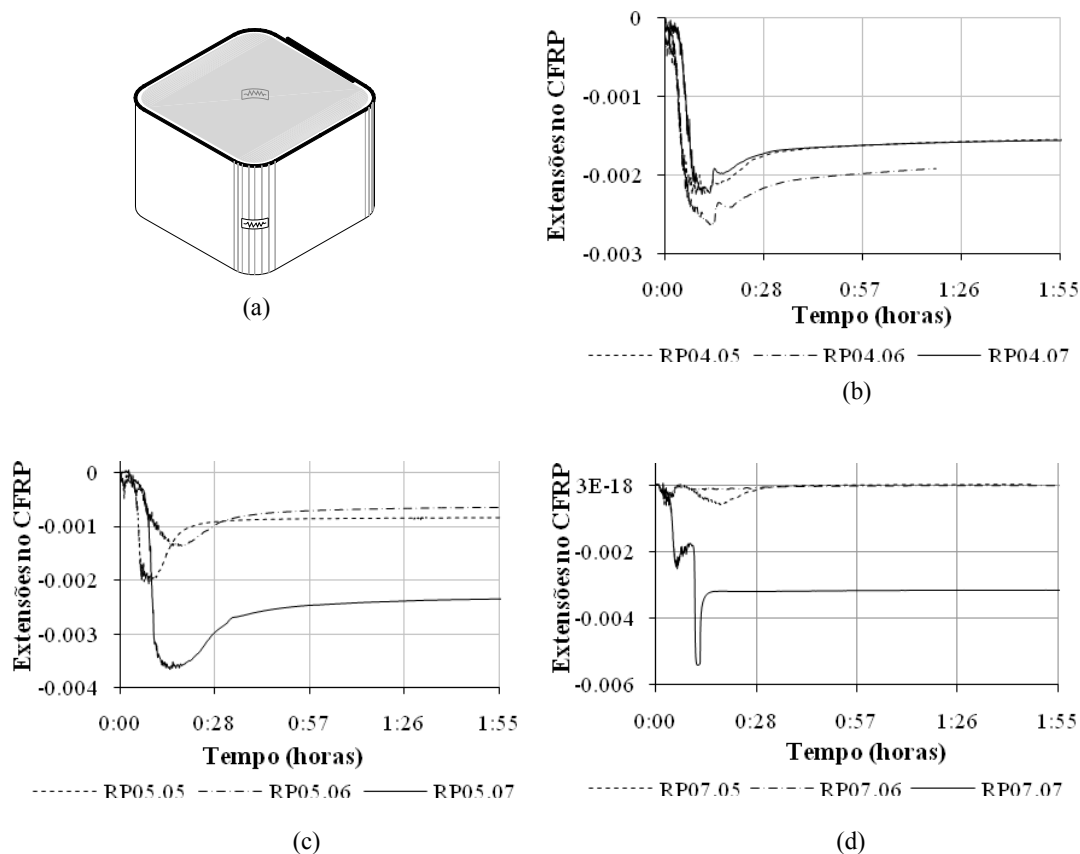 (a)
Extensões no CFRP
0
-0.001
-0.002
-0.003
0:00 0:28 0:57 1:26 1:55
Tempo (horas)
RP04.05 RP04.06 RP04.07
(b)
Extensões no CFRP
0
-0.001
-0.002
-0.003
-0.004
0:00 0:28 0:57 1:26 1:55
Tempo (horas)
RP05.05 RP05.06 RP05.07
(c)
Extensões no CFRP
3E-18
-0.002
-0.004
-0.006
0:00 0:28 0:57 1:26 1:55
Tempo (horas)
RP07.05 RP07.06 RP07.07
(d)